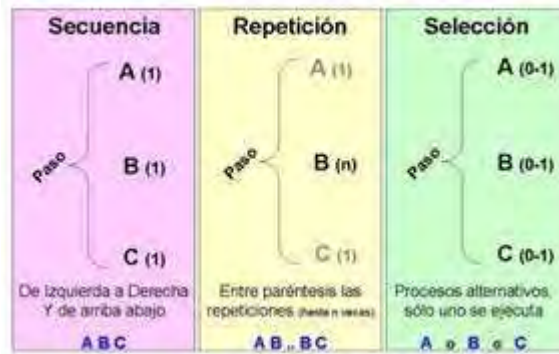 Secuencia
A (1)
Paso
B (1)
C (1)
De Izquierda a Derecha
Y de arriba abajo
A B C
Repetición
A (1)
Paso
B (n)
C (1)
Entre paréntesis las
repeticiones (hasta n veces)
A B .. B C
Selección
A (0-1)
Paso
B (0-1)
C (0-1)
Procesos alternativos,
sólo uno se ejecuta
A o B o C